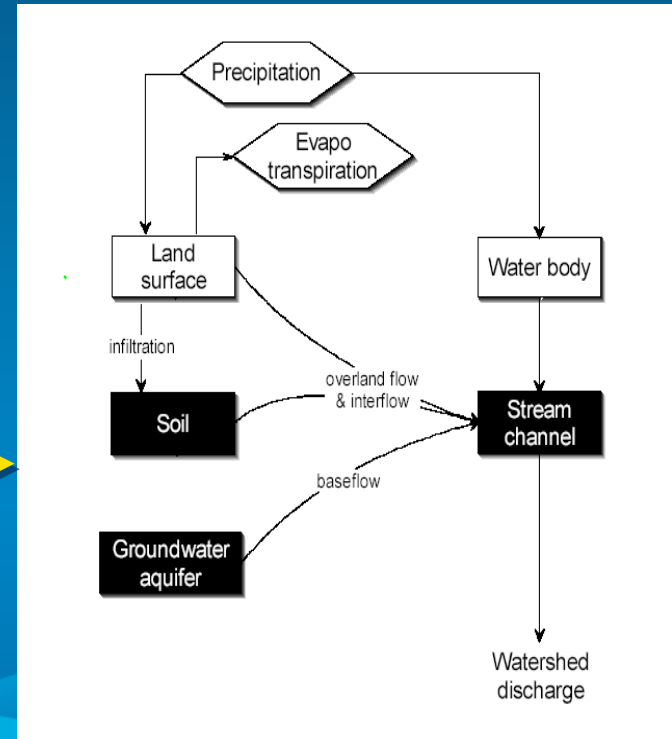 Precipitation
Evapo
transpiration
Land
surface
Water body
infiltration
overland flow
& interflow
Soil
Stream
channel
baseflow
Groundwater
aquifer
Watershed
discharge